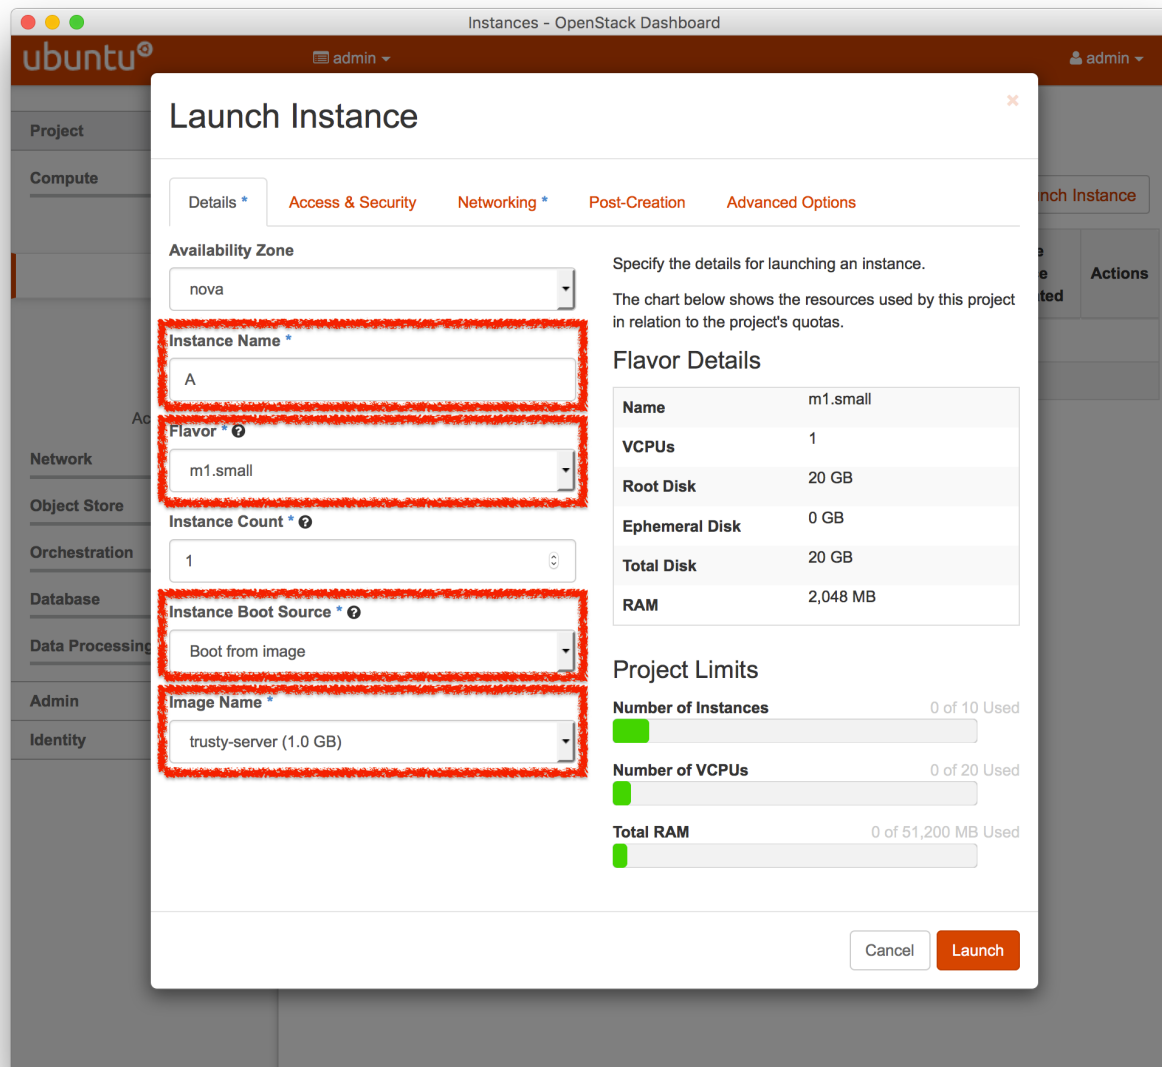 Instances - OpenStack Dashboard
ubuntu
admin
admin
Launch Instance
×
Project
Compute
Ac
Network
Object Store
Orchestration
Database
Data Processing
Admin
Identity
Details *
Access & Security
Networking *
Post-Creation
Advanced Options
Availability Zone
nova
Instance Name *
A
Flavor *
m1.small
Instance Count *
1
Instance Boot Source *
Boot from image
Image Name *
trusty-server (1.0 GB)
Specify the details for launching an instance.
The chart below shows the resources used by this project
in relation to the project's quotas.
Flavor Details
Name m1.small
VCPUs 1
Root Disk 20 GB
Ephemeral Disk 0 GB
Total Disk 20 GB
RAM 2,048 MB
Project Limits
Number of Instances 0 of 10 Used
Number of VCPUs 0 of 20 Used
Total RAM 0 of 51,200 MB Used
Cancel
Launch
nch Instance
Actions